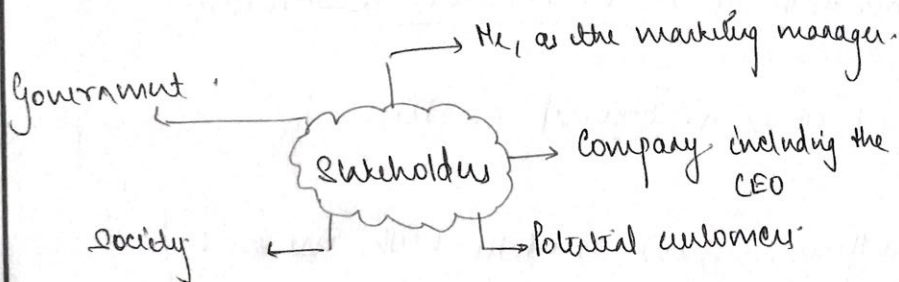 Me, as the marketing manager.
Government.
Stakeholders
Company including the
CEO
Society
Potential customers.